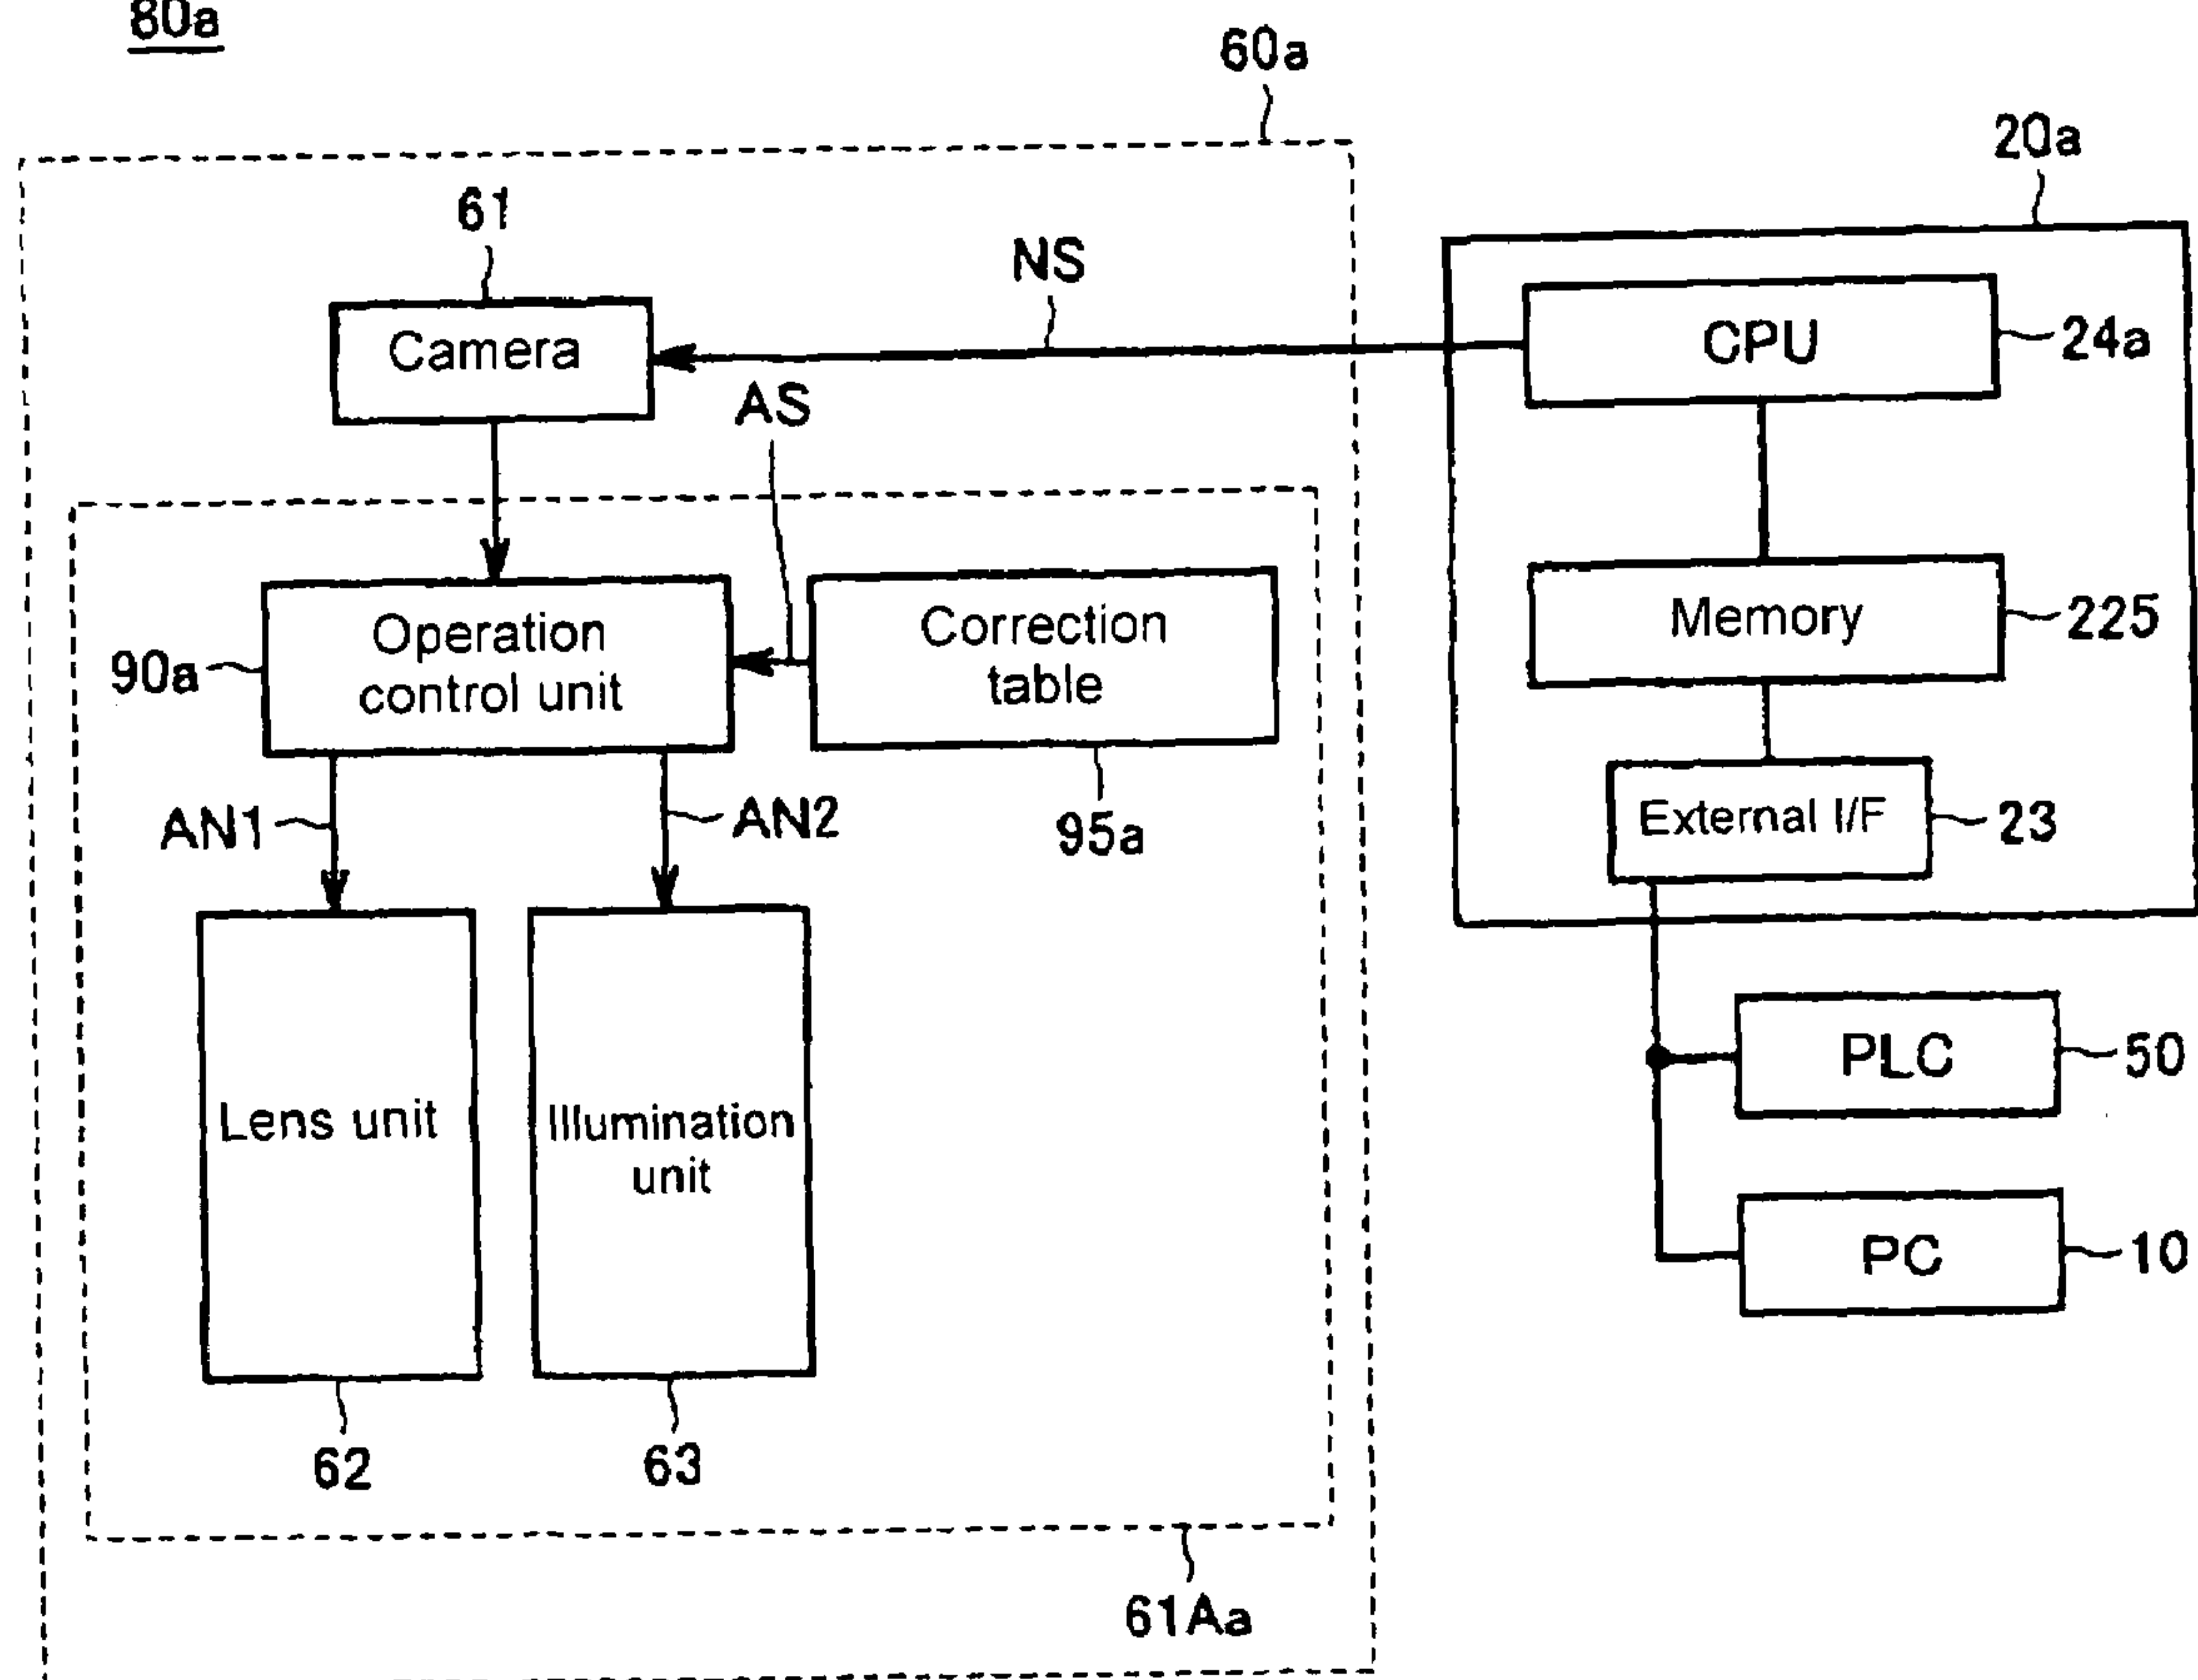 80a
60a
20a
61
NS
Camera
CPU
24a
AS
Operation
control unit
90a
Correction
table
Memory
225
AN1
AN2
95a
External I/F
23
Lens unit
Illumination
unit
PLC
50
PC
10
62
63
61Aa